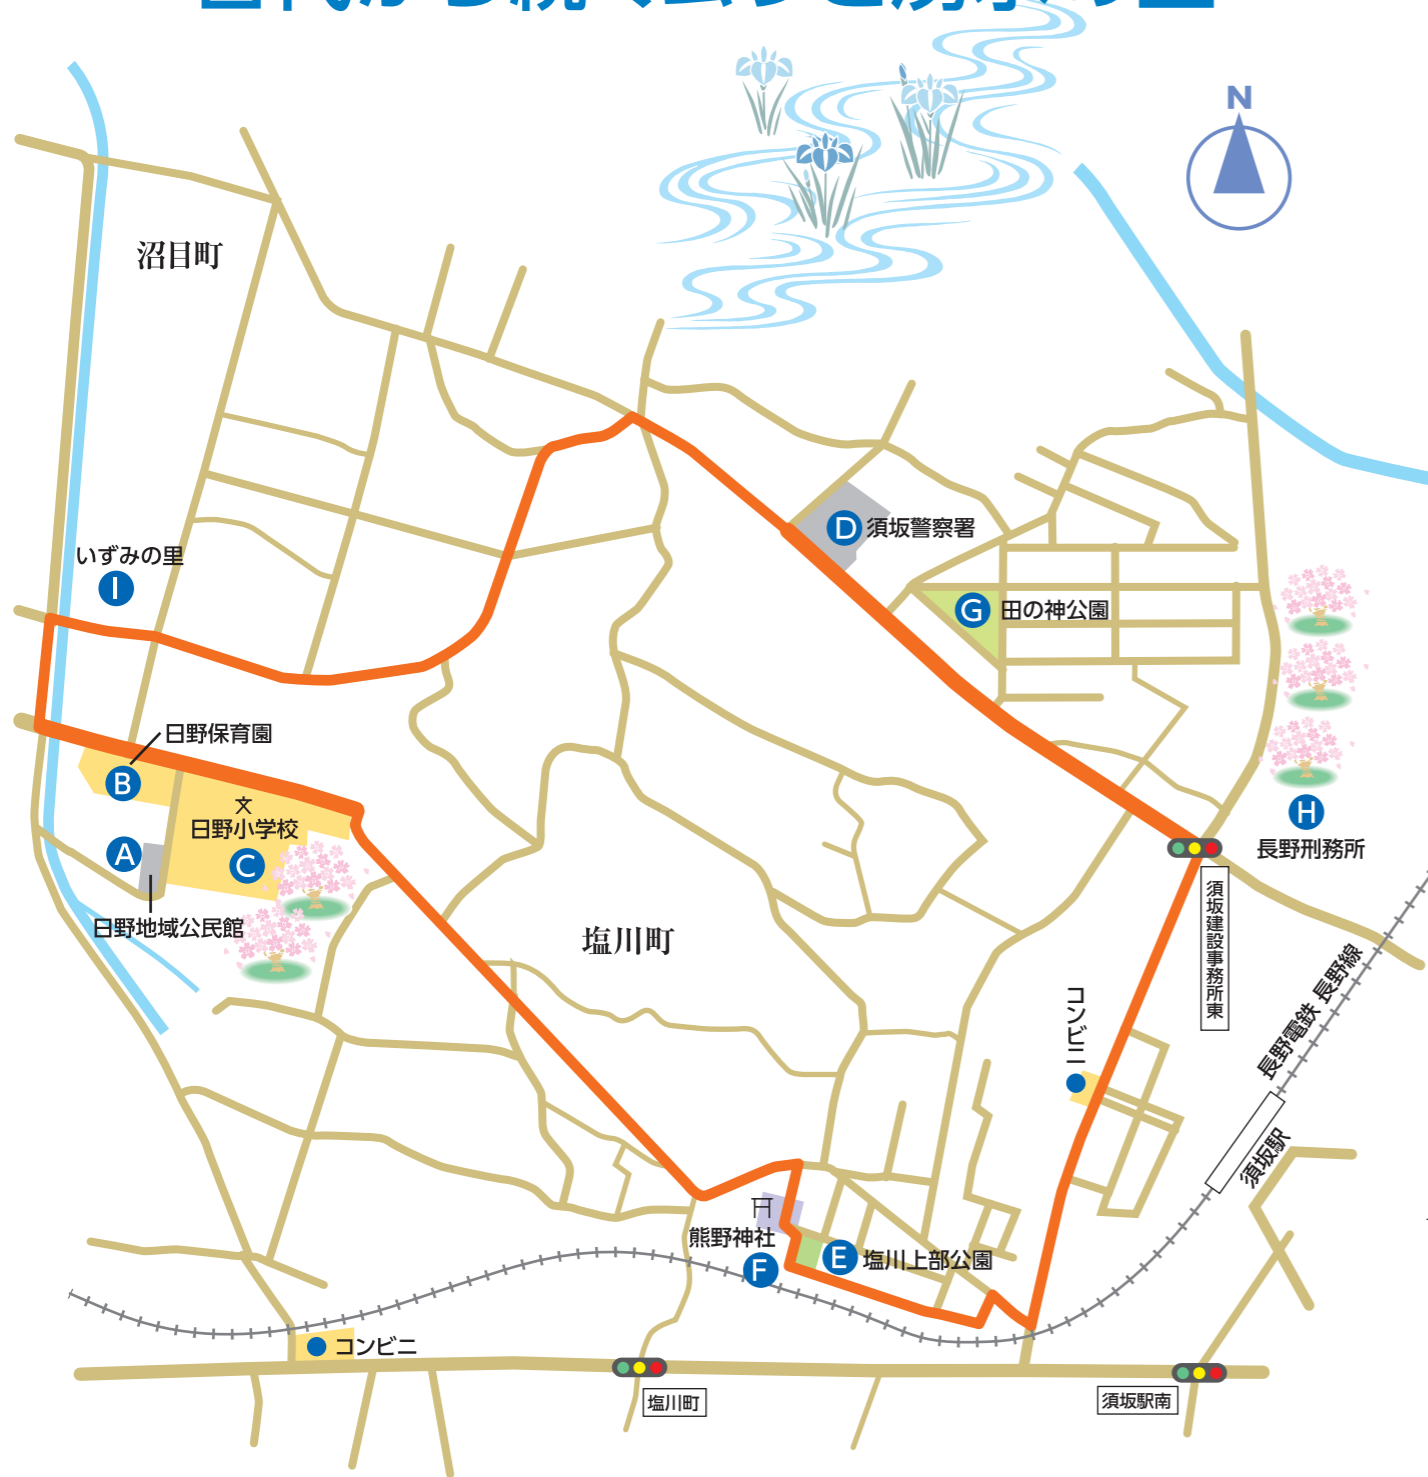 N
沼目町
いずみの里
I
D
須坂警察署
G
田の神公園
日野保育園
B
文
日野小学校
A
C
日野地域公民館
H
長野刑務所
須坂建設事務所東
塩川町
コンビニ
長野電鉄 長野線
須坂駅
熊野神社
F
E
塩川上部公園
コンビニ
塩川町
須坂駅南